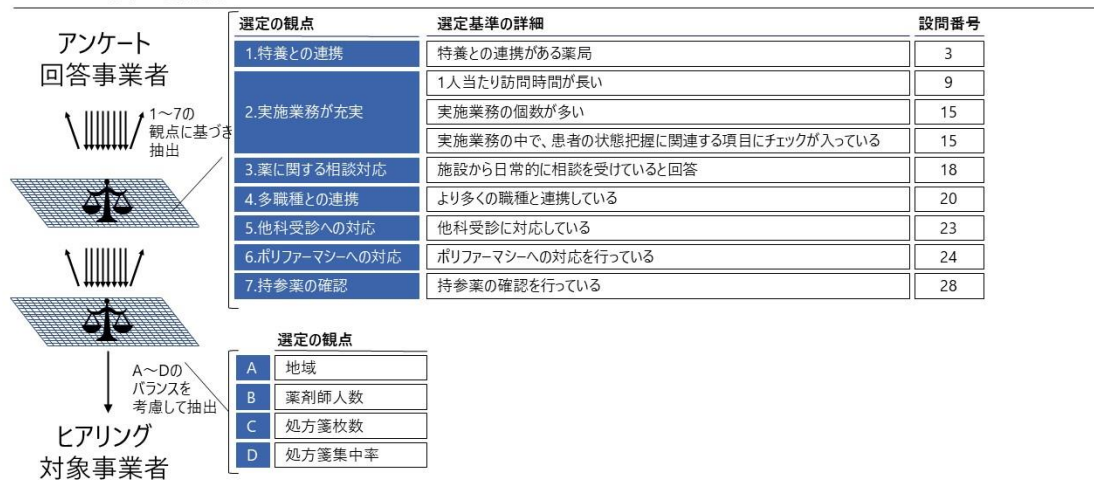 アンケート
回答事業者
1～7の
観点に基づき
抽出
選定の観点 選定基準の詳細 設問番号
1.特養との連携 特養との連携がある薬局 3
2.実施業務が充実
1人当たり訪問時間が長い 9
実施業務の個数が多い 15
実施業務の中で、患者の状態把握に関連する項目にチェックが入っている 15
3.薬に関する相談対応 施設から日常的に相談を受けていると回答 18
4.多職種との連携 より多くの職種と連携している 20
5.他科受診への対応 他科受診に対応している 23
6.ポリファーマシーへの対応 ポリファーマシーへの対応を行っている 24
7.持参薬の確認 持参薬の確認を行っている 28
A～Dの
バランスを
考慮して抽出
選定の観点
A 地域
B 薬剤師人数
C 処方箋枚数
D 処方箋集中率
ヒアリング
対象事業者